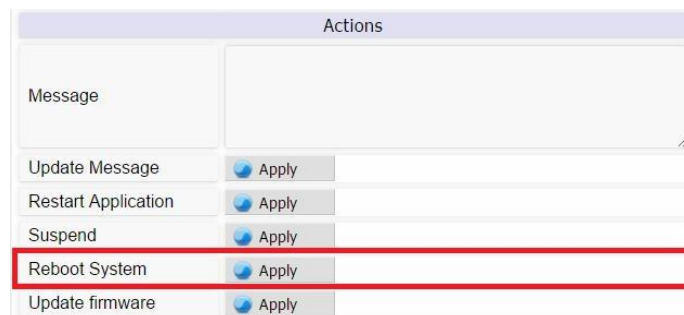 Actions
Message
Update Message Apply
Restart Application Apply
Suspend Apply
Reboot System Apply
Update firmware Apply